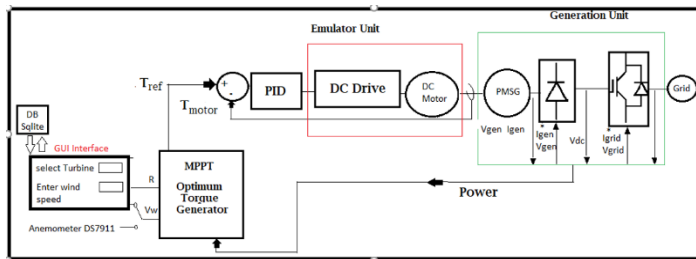 Emulator Unit
Generation Unit
Tref
Tmotor
+
-
PID
DC Drive
DC
Motor
PMSG
Grid
Vgen Igen
*
Igen
Vgen
Vdc
*
Igrid
Vgrid
DB
Sqlite
GUI Interface
select Turbine
Enter wind
speed
R
Vw
MPPT
Optimum
Torque
Generator
Power
Anemometer DS7911